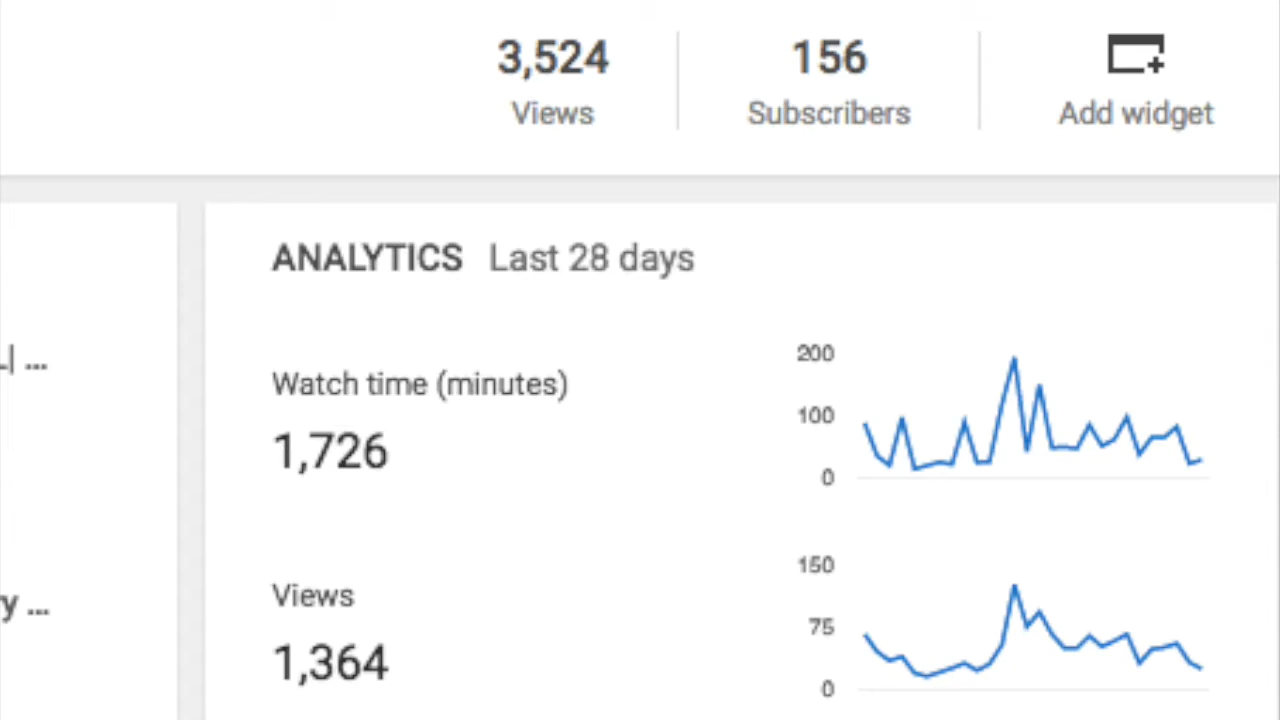 3,524
Views
156
Subscribers
Add widget
ANALYTICS Last 28 days
...
Watch time (minutes)
1,726
200
100
0
y ...
Views
1,364
150
75
0